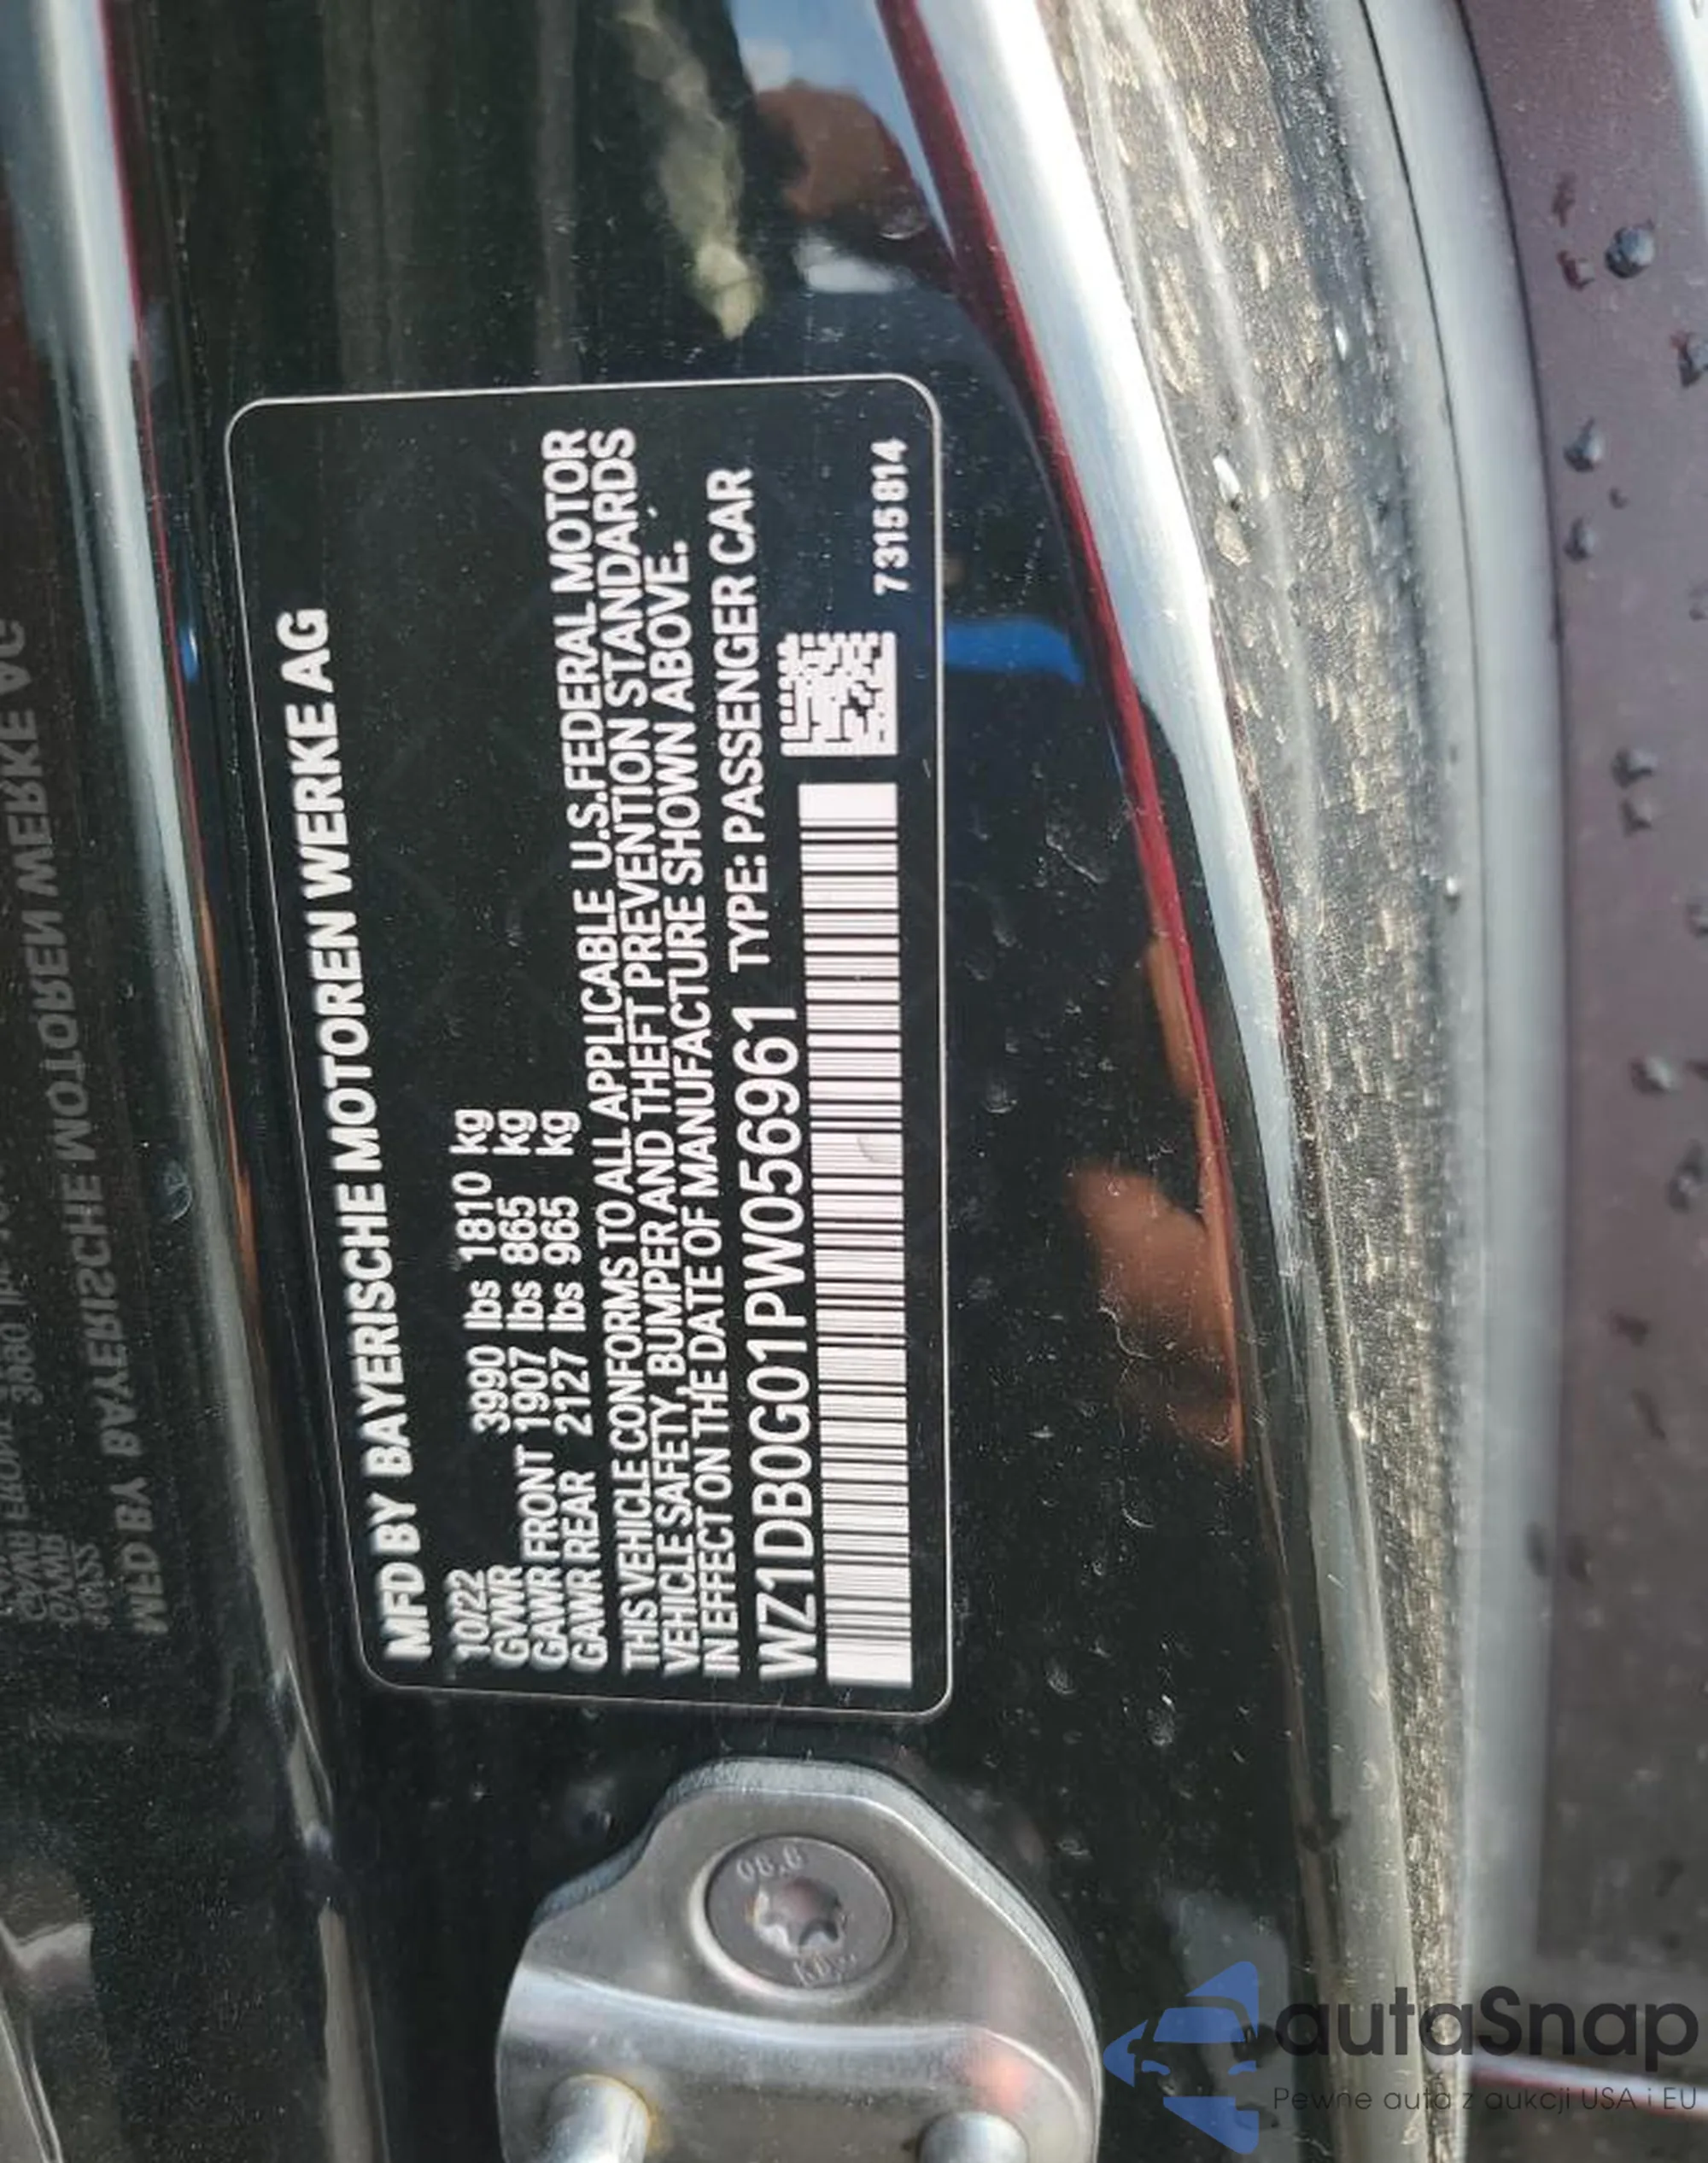 MFD BY BAYERISCHE MOTOREN WERKE AG
10/22
GVWR 3990 lbs 1810 kg
GAWR FRONT 1907 lbs 865 kg
GAWR REAR 2127 lbs 965 kg
THIS VEHICLE CONFORMS TO ALL APPLICABLE U.S.FEDERAL MOTOR
VEHICLE SAFETY, BUMPER AND THEFT PREVENTION STANDARDS
IN EFFECT ON THE DATE OF MANUFACTURE SHOWN ABOVE.
WZ1DB0G01PW056961 TYPE: PASSENGER CAR
7315814
08.8
autaSnap
Pewne auta z aukcji USA i EU